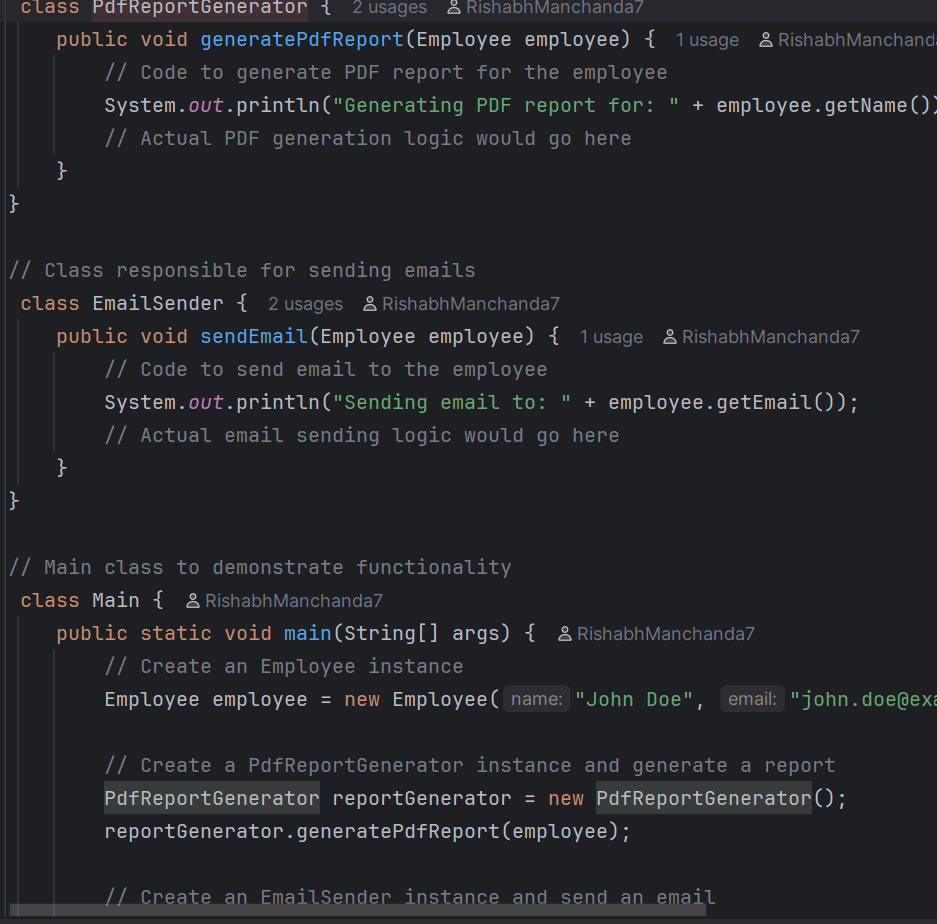 class PdfReportGenerator { 2 usages RishabhManchanda7
public void generatePdfReport(Employee employee) { 1 usage RishabhManchand
// Code to generate PDF report for the employee
System.out.println("Generating PDF report for: " + employee.getName())
// Actual PDF generation logic would go here
}
}
// Class responsible for sending emails
class EmailSender { 2 usages RishabhManchanda7
public void sendEmail(Employee employee) { 1 usage RishabhManchanda7
// Code to send email to the employee
System.out.println("Sending email to: " + employee.getEmail());
// Actual email sending logic would go here
}
}
// Main class to demonstrate functionality
class Main { RishabhManchanda7
public static void main(String[] args) { RishabhManchanda7
// Create an Employee instance
Employee employee = new Employee( name: "John Doe", email: "john.doe@exa
// Create a PdfReportGenerator instance and generate a report
PdfReportGenerator reportGenerator = new PdfReportGenerator();
reportGenerator.generatePdfReport(employee);
// Create an EmailSender instance and send an email